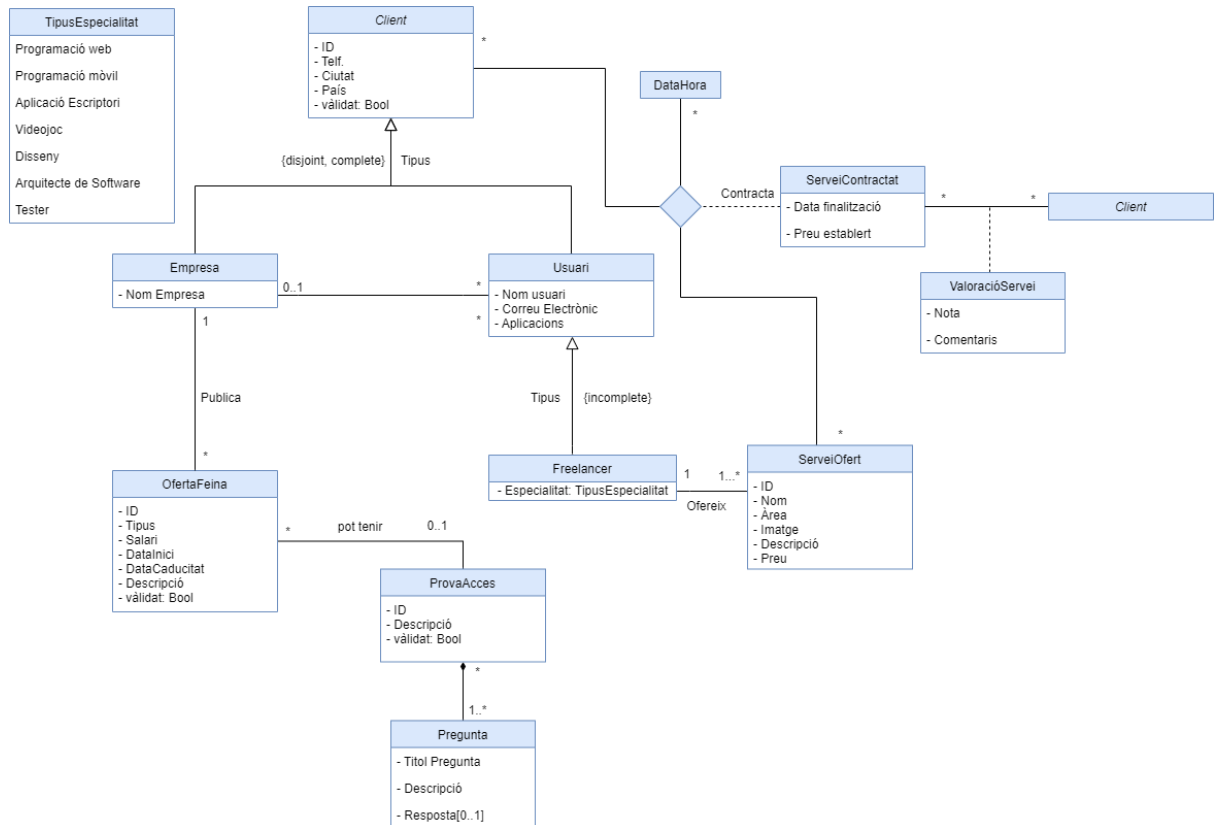 TipusEspecialitat
Programació web
Programació mòvil
Aplicació Escriptori
Videojoc
Disseny
Arquitecte de Software
Tester
Client
- ID
- Telf.
- Ciutat
- País
- vàlidat: Bool
*
DataHora
*
{disjoint, complete}
Tipus
Contracta
ServeiContractat
- Data finalització
- Preu establert
*
*
Client
ValoracióServei
- Nota
- Comentaris
Empresa
- Nom Empresa
0..1
*
*
Usuari
- Nom usuari
- Correu Electrònic
- Aplicacions
1
Publica
*
Tipus
{incomplete}
Freelancer
- Especialitat: TipusEspecialitat
1
1...*
Ofereix
*
ServeiOfert
- ID
- Nom
- Àrea
- Imatge
- Descripció
- Preu
OfertaFeina
- ID
- Tipus
- Salari
- DataInici
- DataCaducitat
- Descripció
- vàlidat: Bool
*
pot tenir
0..1
ProvaAcces
- ID
- Descripció
- vàlidat: Bool
*
1..*
Pregunta
- Titol Pregunta
- Descripció
- Resposta[0..1]